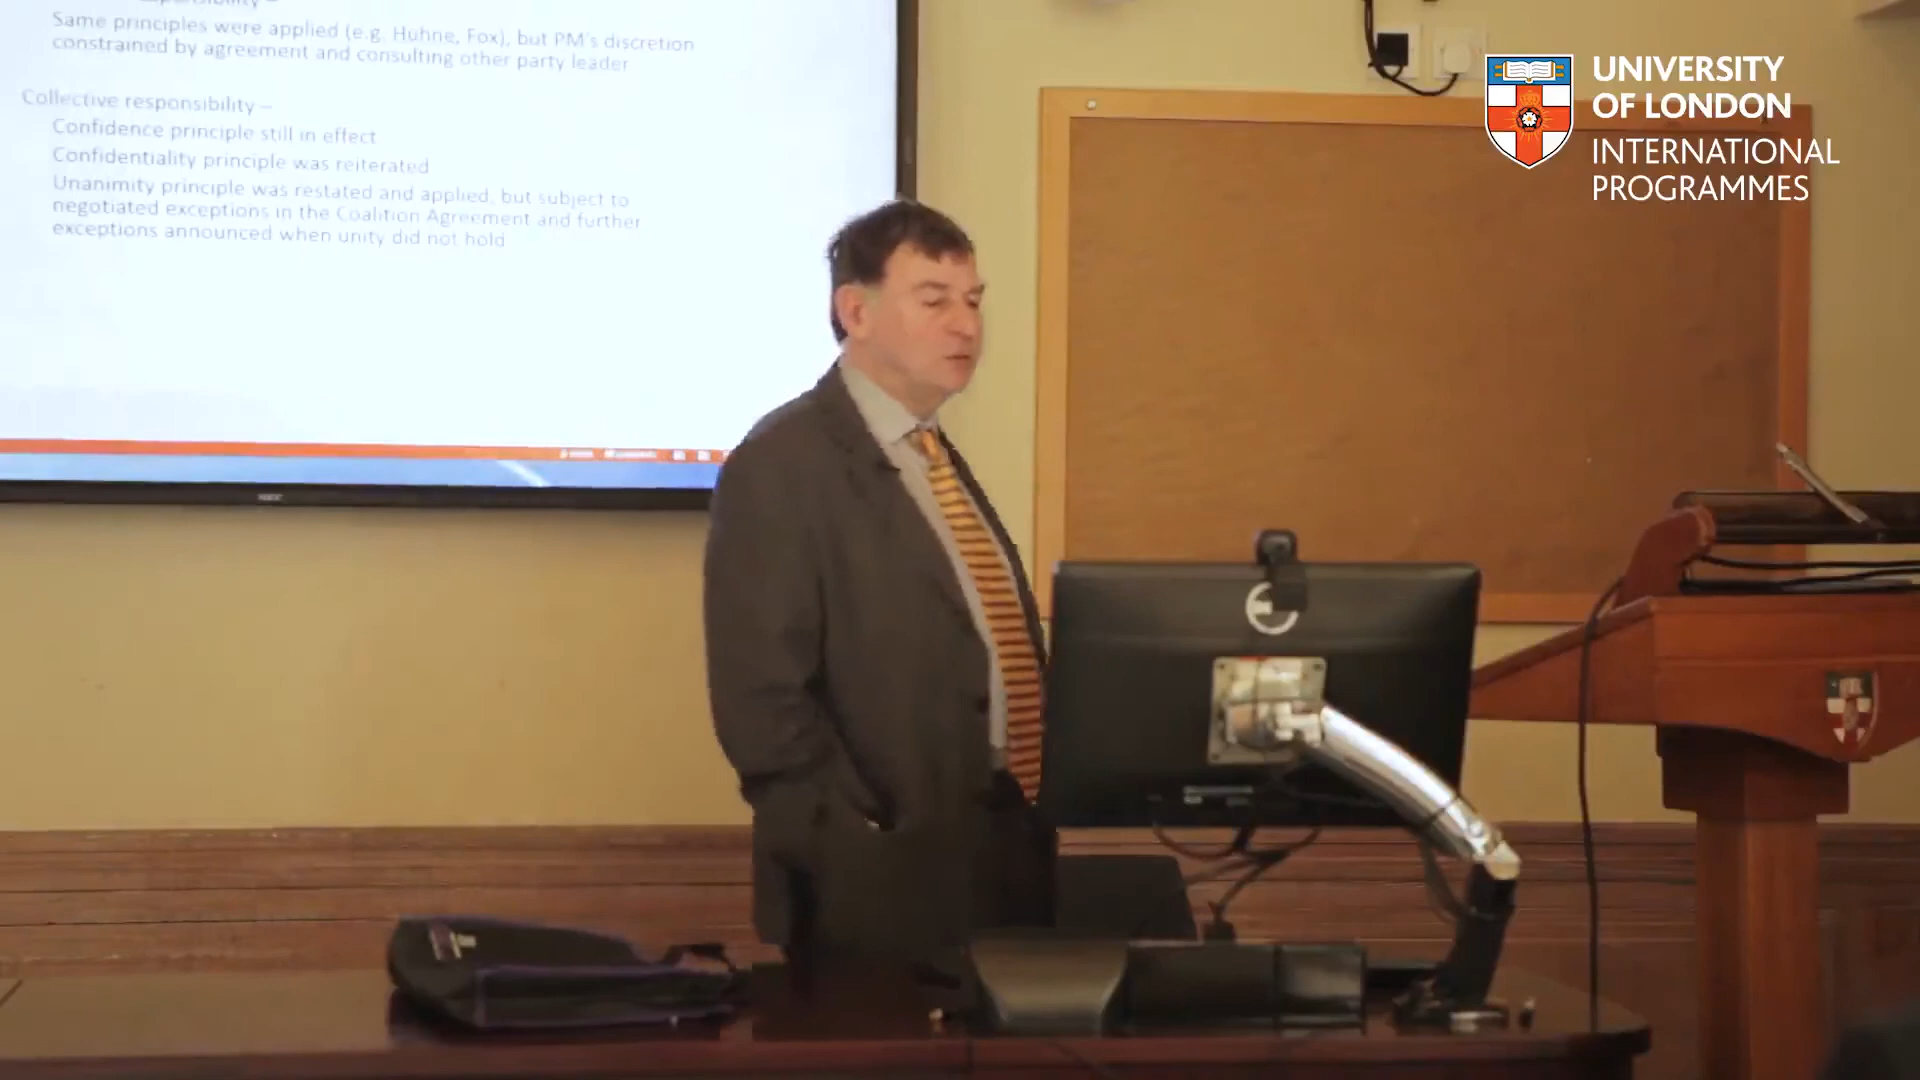 Same principles were applied (e.g. Huhne, Fox), but PM's discretion
constrained by agreement and consulting other party leader
Collective responsibility –
Confidence principle still in effect
Confidentiality principle was reiterated
Unanimity principle was restated and applied, but subject to
negotiated exceptions in the Coalition Agreement and further
exceptions announced when unity did not hold
NEC
UNIVERSITY
OF LONDON
INTERNATIONAL
PROGRAMMES